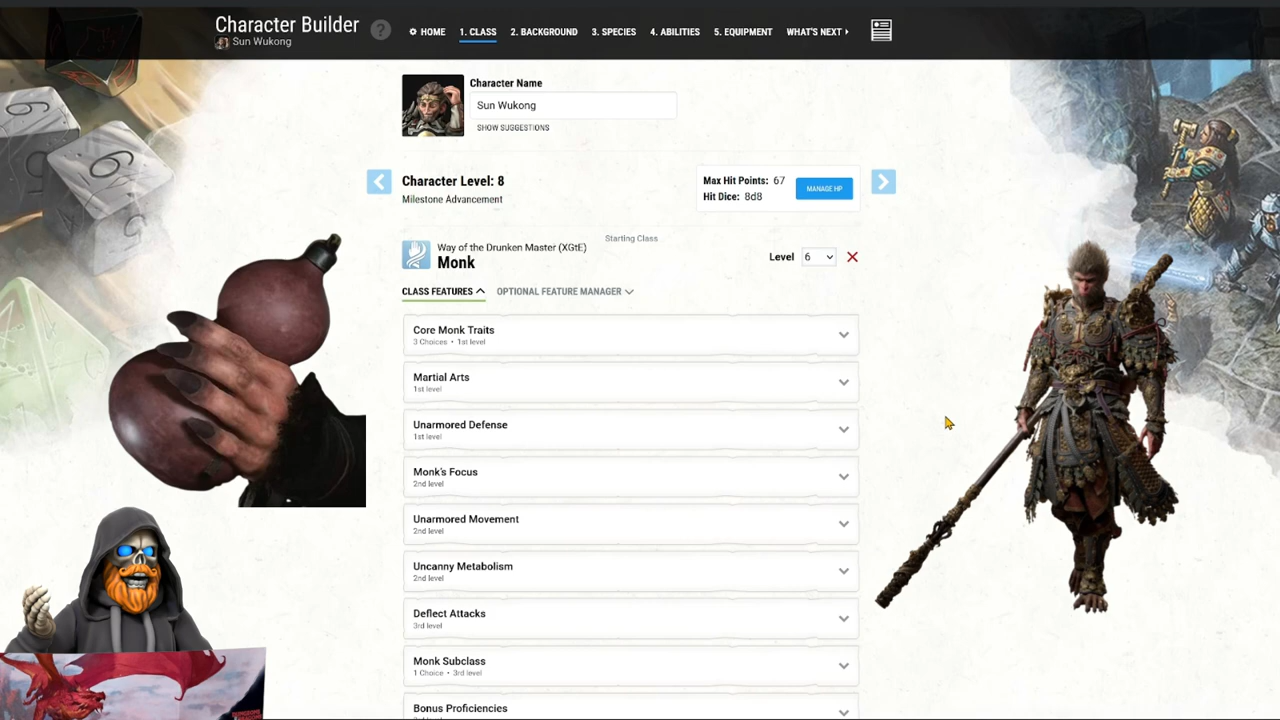 Character Builder
Sun Wukong
?
HOME
1. CLASS
2. BACKGROUND
3. SPECIES
4. ABILITIES
5. EQUIPMENT
WHAT'S NEXT
Character Name
Sun Wukong
SHOW SUGGESTIONS
Character Level: 8
Milestone Advancement
Max Hit Points: 67
Hit Dice: 8d8
MANAGE HP
Starting Class
Way of the Drunken Master (XGtE)
Monk
Level 6
CLASS FEATURES
OPTIONAL FEATURE MANAGER
Core Monk Traits
3 Choices • 1st level
Martial Arts
1st level
Unarmored Defense
1st level
Monk's Focus
2nd level
Unarmored Movement
2nd level
Uncanny Metabolism
2nd level
Deflect Attacks
3rd level
Monk Subclass
1 Choice • 3rd level
Bonus Proficiencies